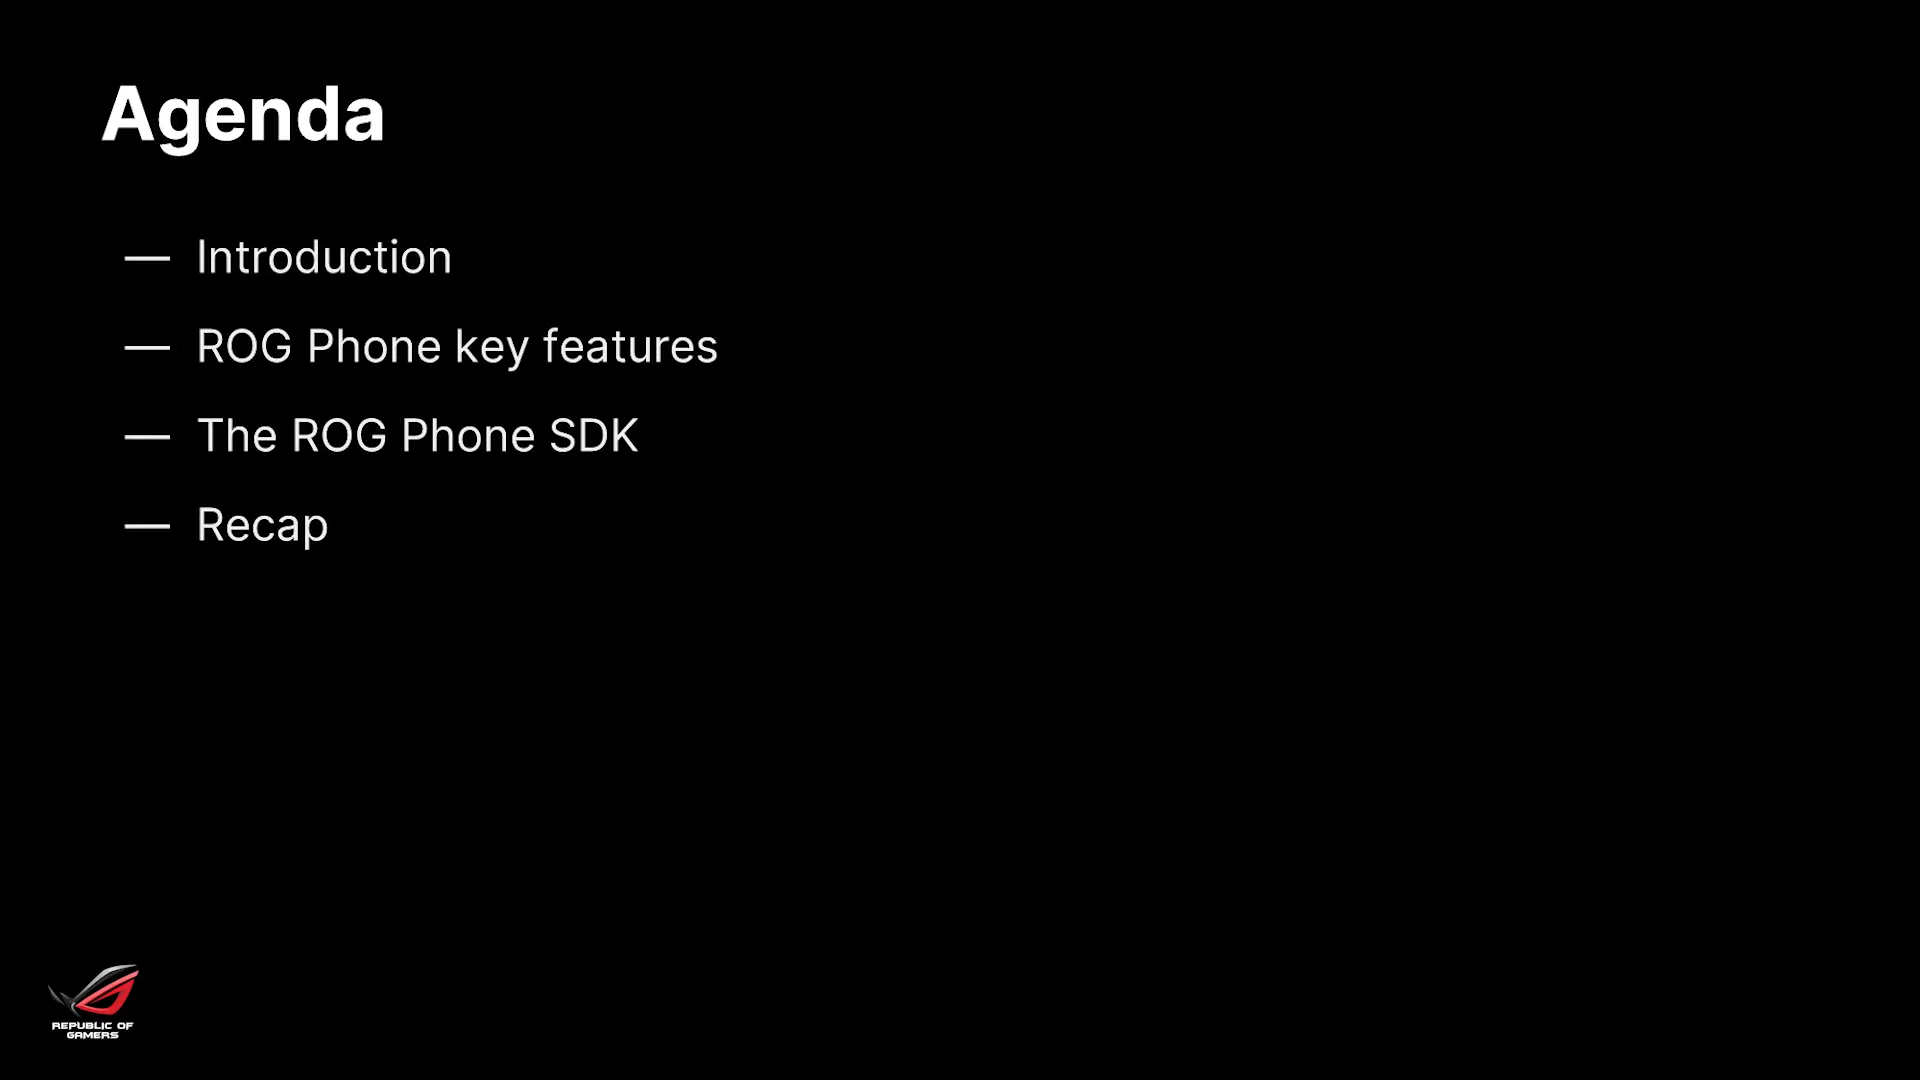 Agenda
— Introduction
— ROG Phone key features
— The ROG Phone SDK
— Recap
REPUBLIC OF
GAMERS